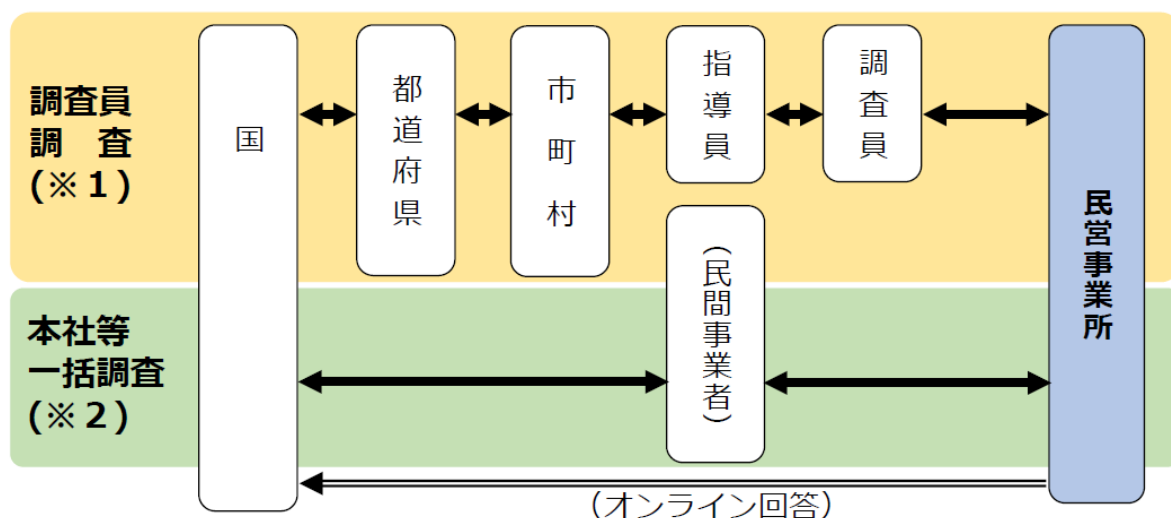 調査員
調　査
(※１)
国
都道府県
市町村
指導員
調査員
民営事業所
本社等
一括調査
(※２)
(民間事業者)
(オンライン回答)